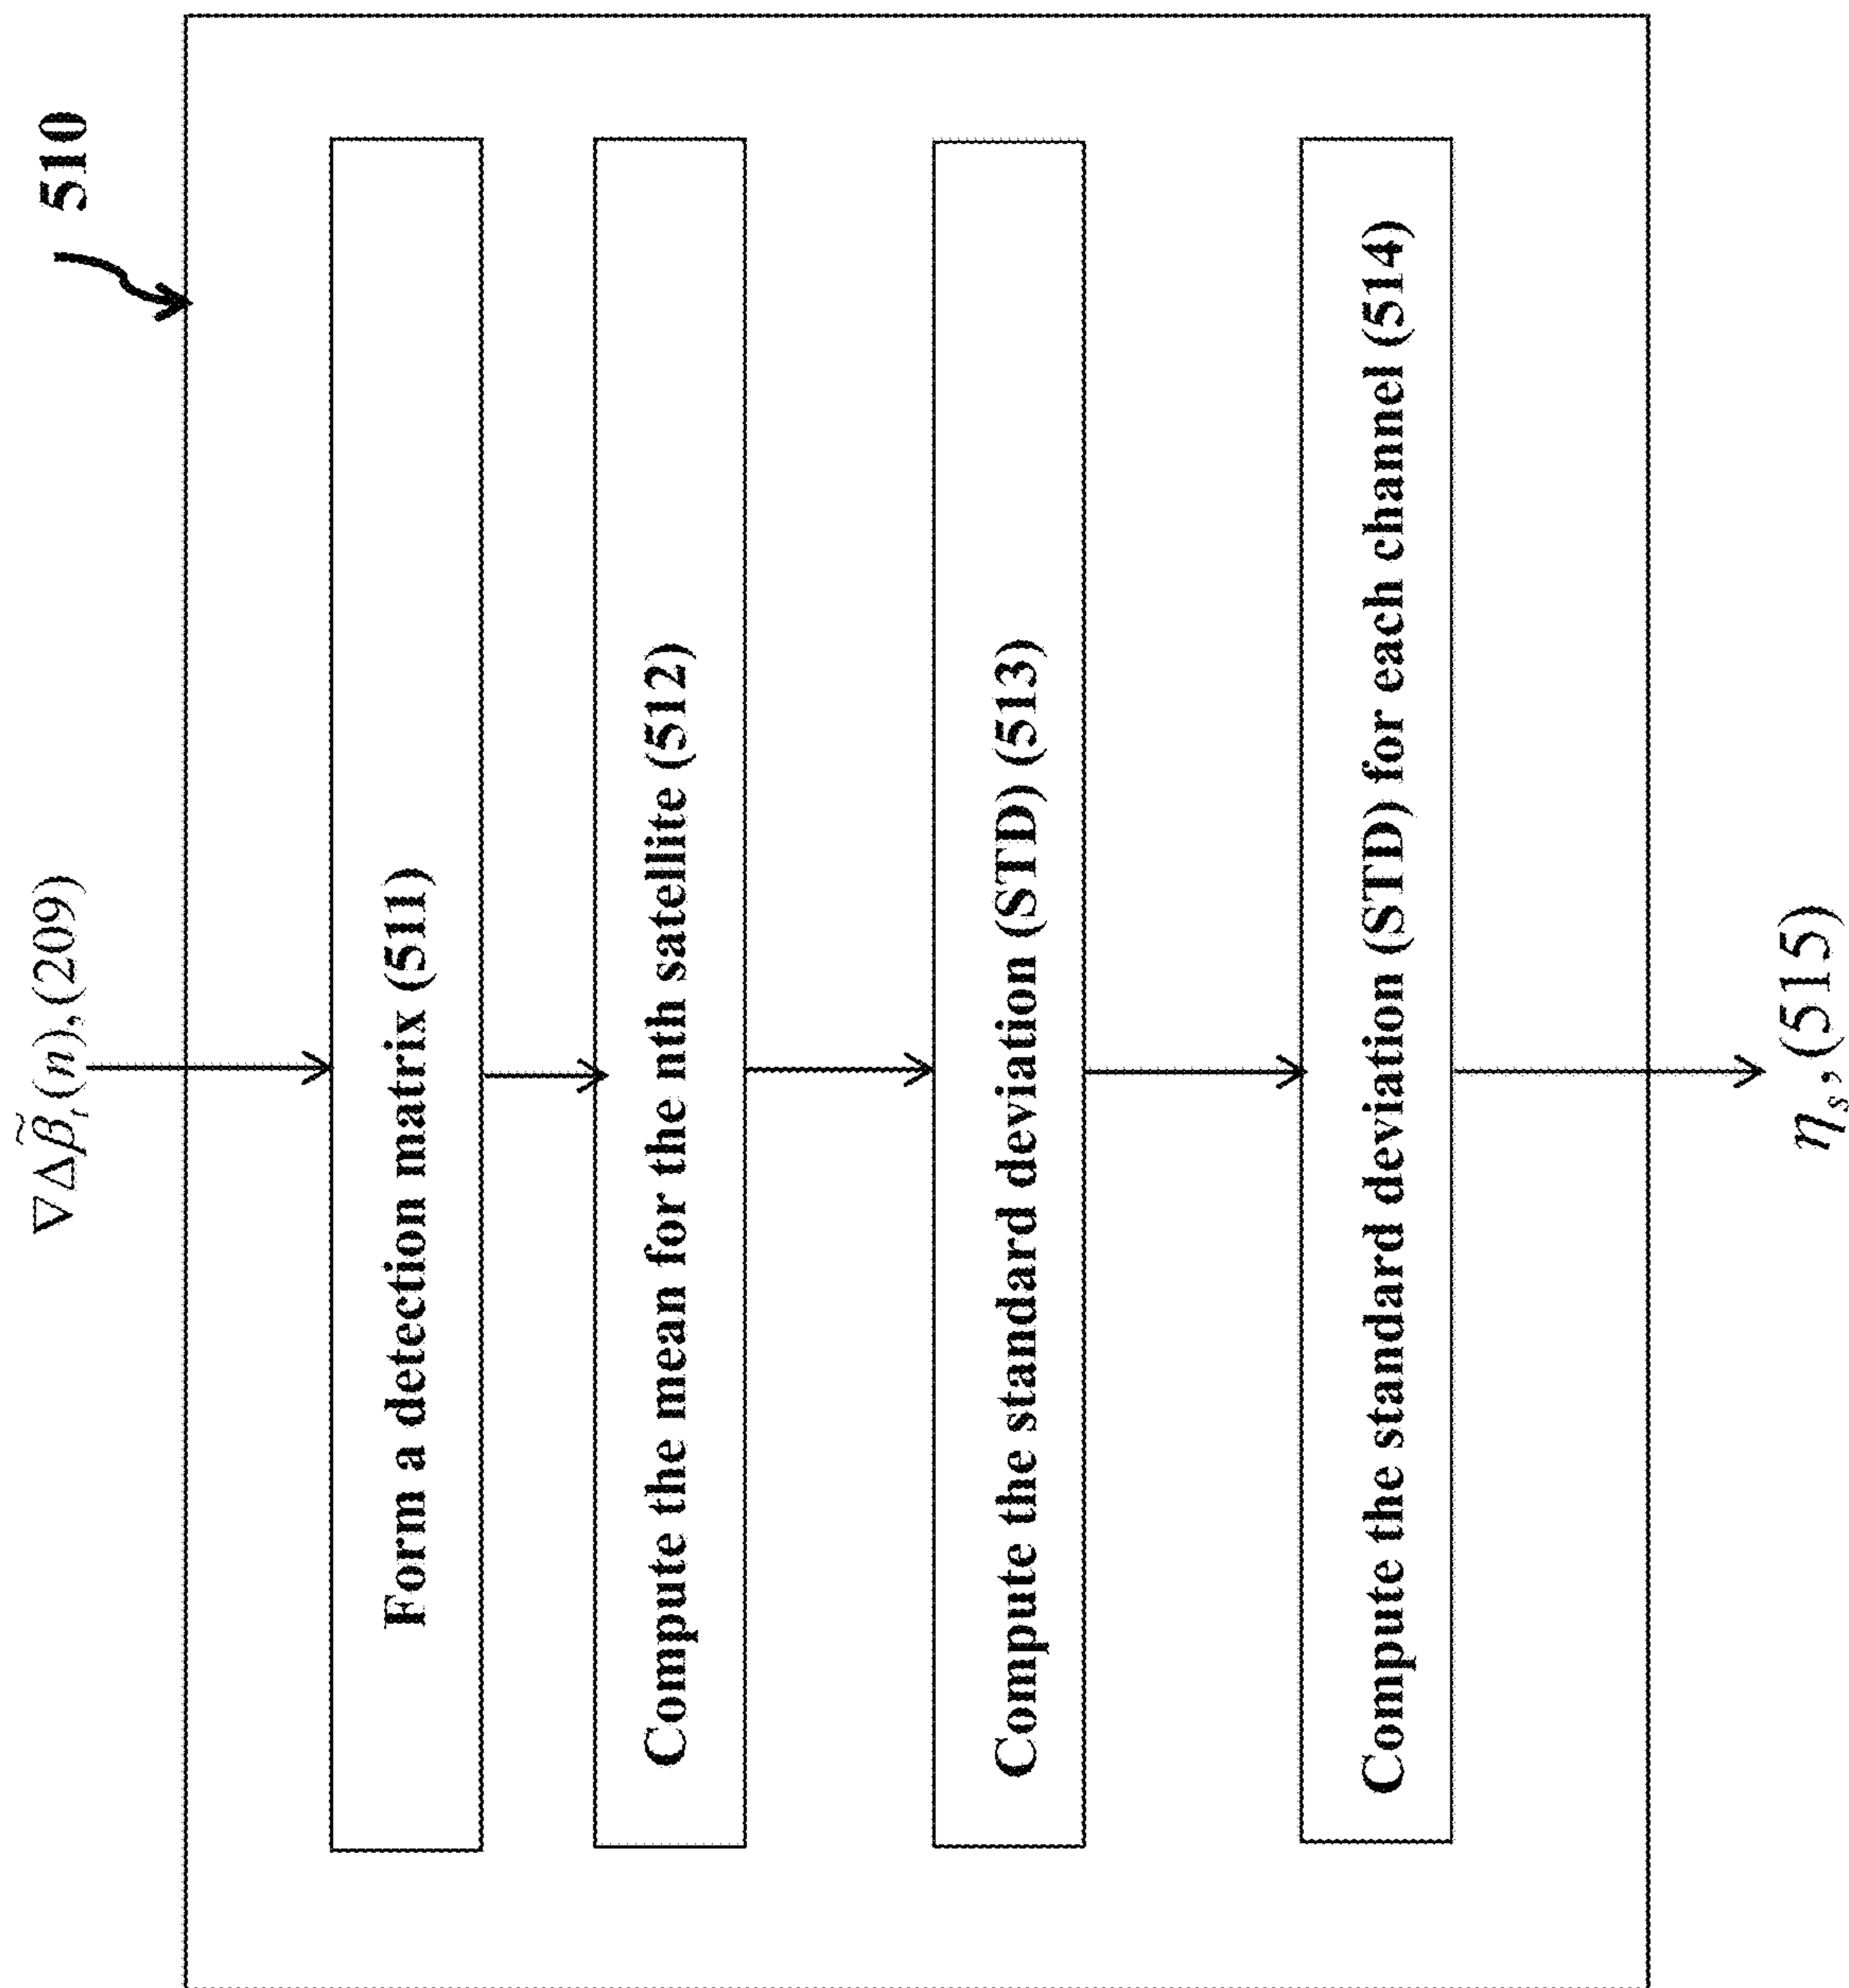 510
∇Δβ̃ᵢ(n),(209)
Form a detection matrix (511)
Compute the mean for the nth satellite (512)
Compute the standard deviation (STD) (513)
Compute the standard deviation (STD) for each channel (514)
ηₛ,(515)